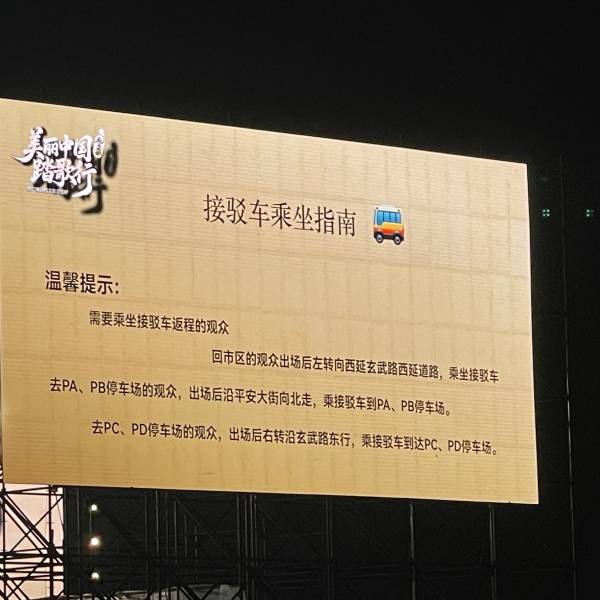 美丽中国
踏歌行
接驳车乘坐指南
温馨提示：
需要乘坐接驳车返程的观众
回市区的观众出场后左转向西延玄武路西延道路，乘坐接驳车
去PA、PB停车场的观众，出场后沿平安大街向北走，乘接驳车到PA、PB停车场。
去PC、PD停车场的观众，出场后右转沿玄武路东行，乘接驳车到达PC、PD停车场。